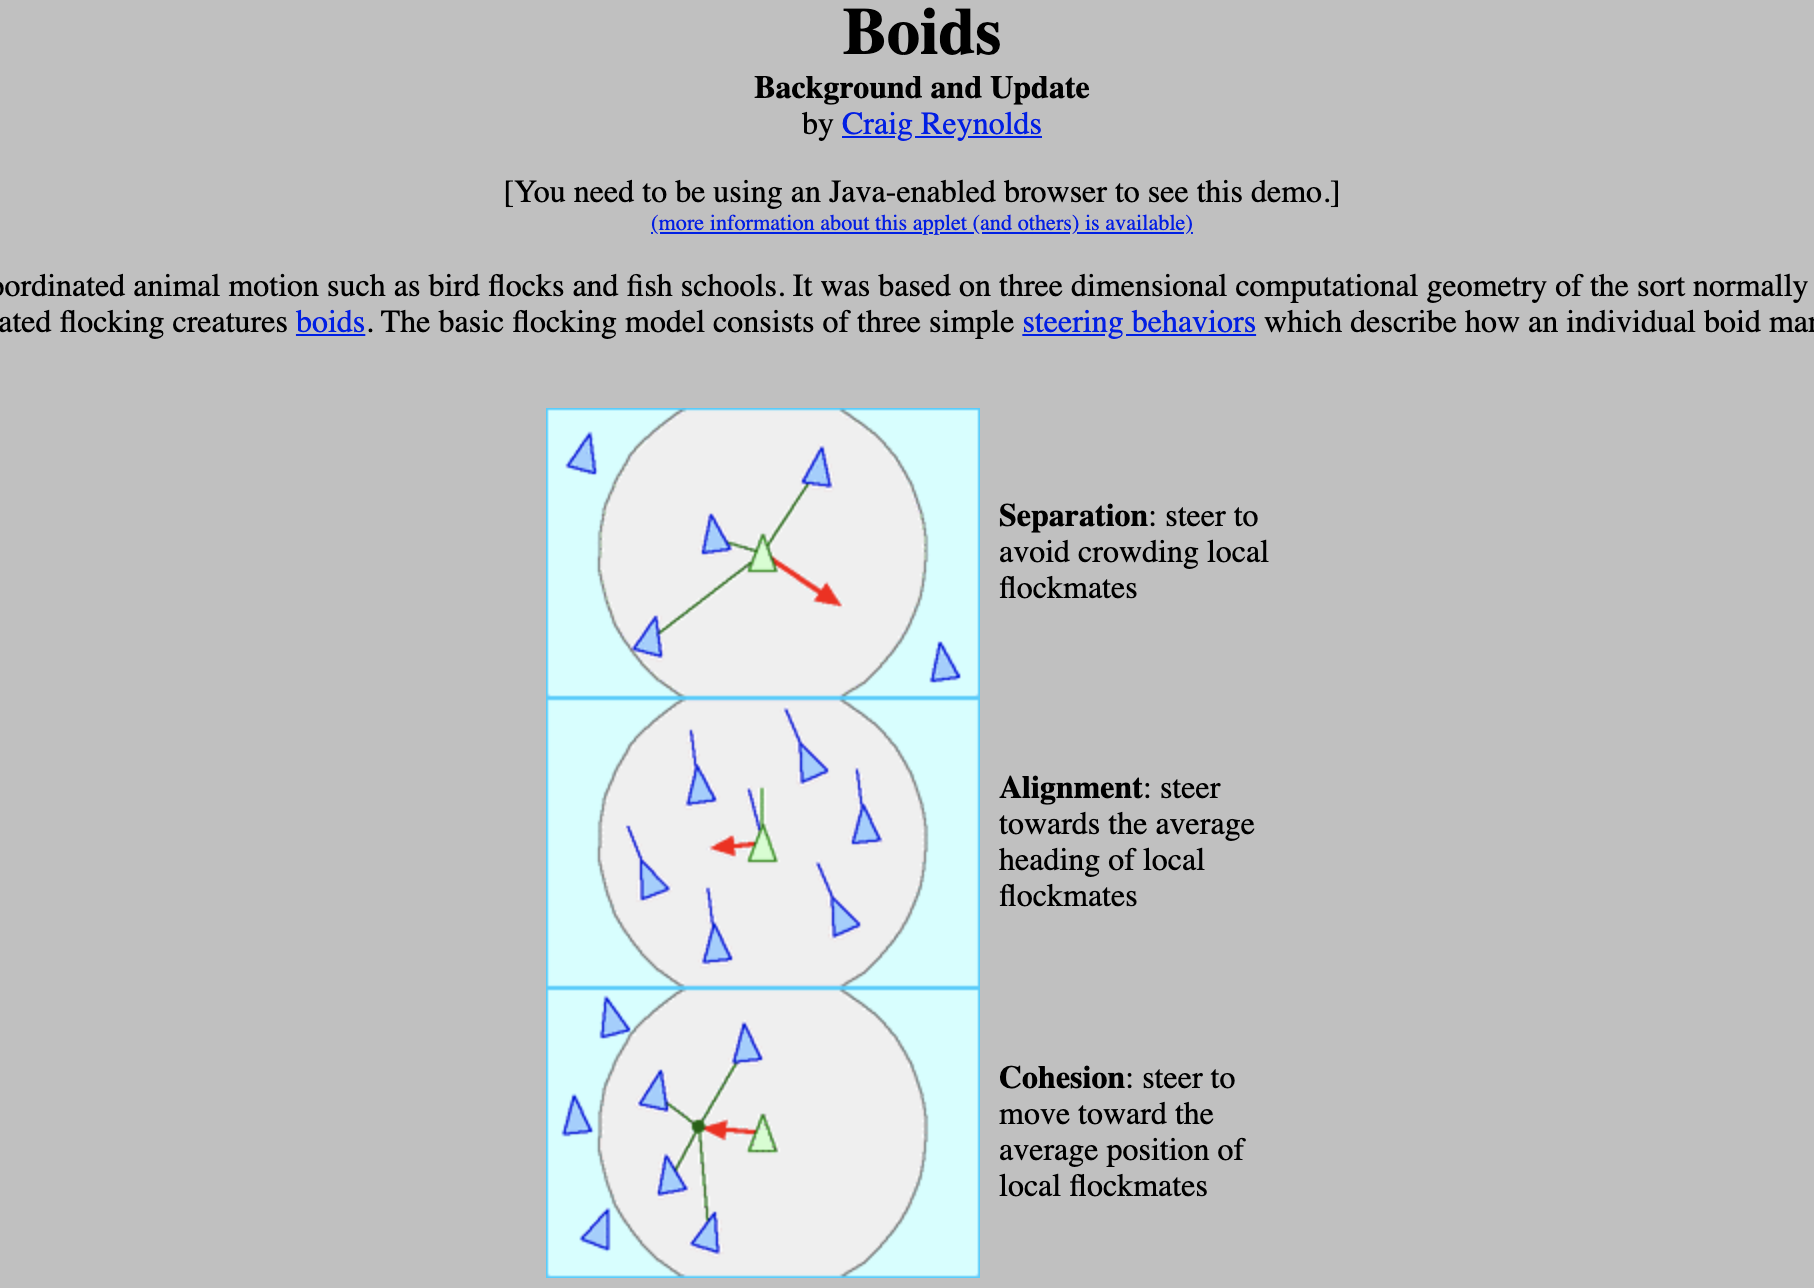 Boids
Background and Update
by Craig Reynolds
[You need to be using an Java-enabled browser to see this demo.]
(more information about this applet (and others) is available)
animal motion such as bird flocks and fish schools. It was based on three dimensional computational geometry of the sort normally
flocking creatures boids. The basic flocking model consists of three simple steering behaviors which describe how an individual boid
Separation: steer to
avoid crowding local
flockmates
Alignment: steer
towards the average
heading of local
flockmates
Cohesion: steer to
move toward the
average position of
local flockmates